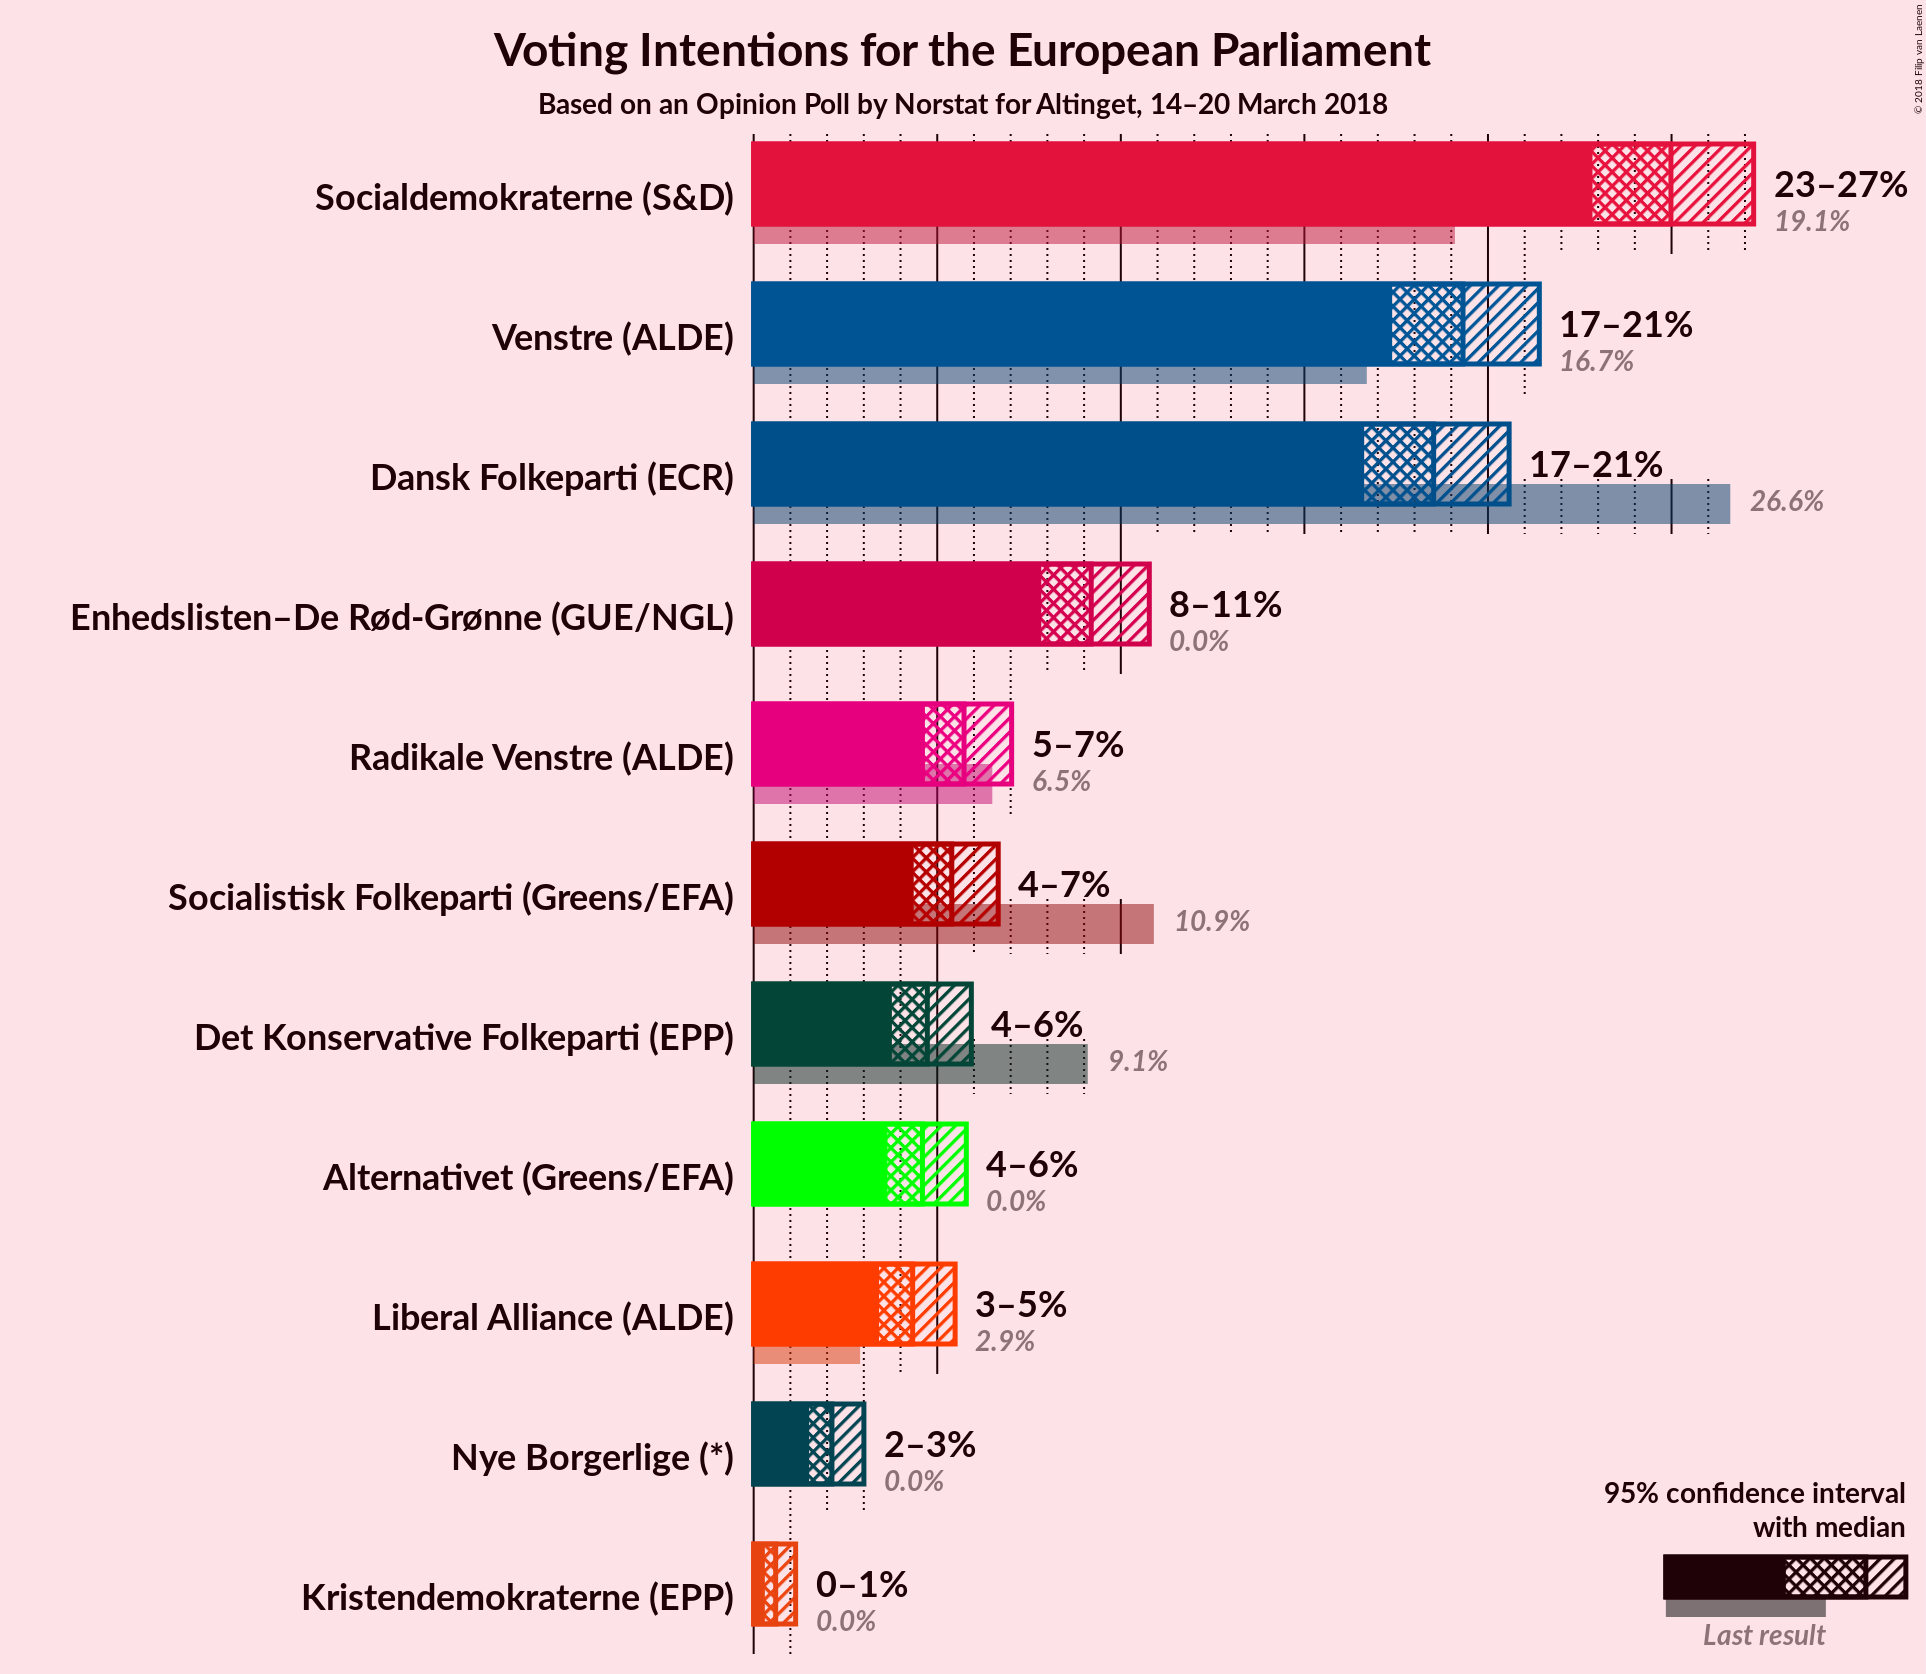 Voting Intentions for the European Parliament
Based on an Opinion Poll by Norstat for Altinget, 14–20 March 2018
© 2018 Filip van Laenen
Socialdemokraterne (S&D)
23–27%
19.1%
Venstre (ALDE)
17–21%
16.7%
Dansk Folkeparti (ECR)
17–21%
26.6%
Enhedslisten–De Rød-Grønne (GUE/NGL)
8–11%
0.0%
Radikale Venstre (ALDE)
5–7%
6.5%
Socialistisk Folkeparti (Greens/EFA)
4–7%
10.9%
Det Konservative Folkeparti (EPP)
4–6%
9.1%
Alternativet (Greens/EFA)
4–6%
0.0%
Liberal Alliance (ALDE)
3–5%
2.9%
Nye Borgerlige (*)
2–3%
0.0%
Kristendemokraterne (EPP)
0–1%
0.0%
95% confidence interval
with median
Last result